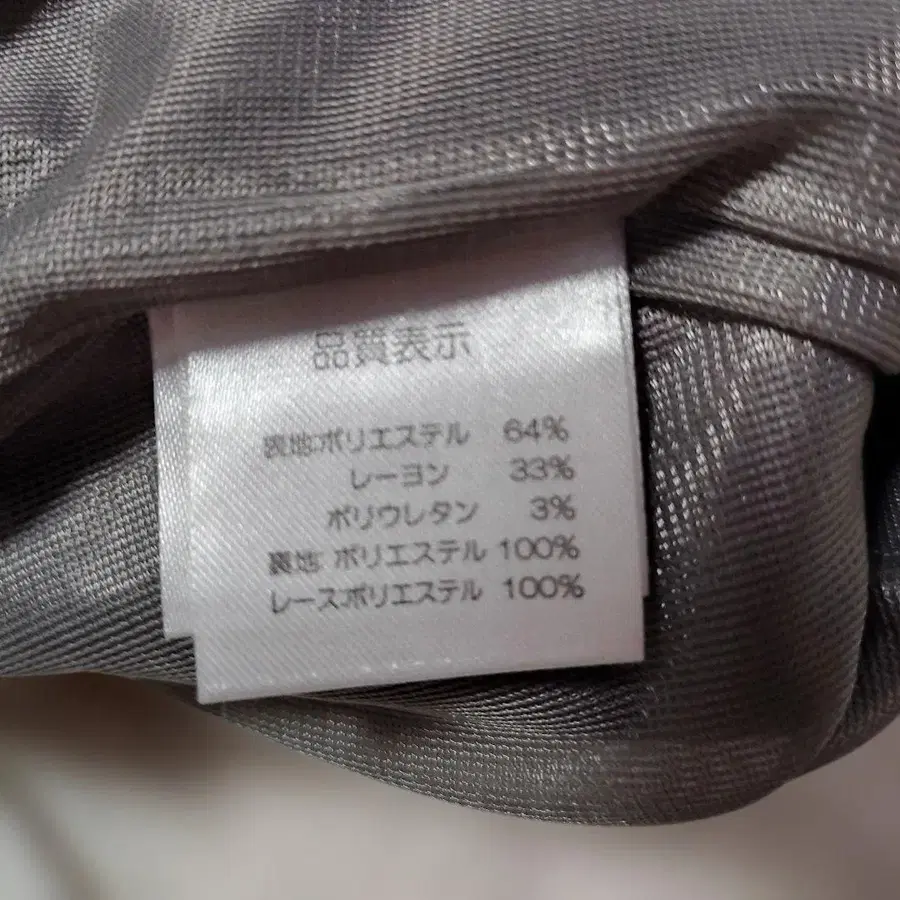 品質表示
表地:ポリエステル 64%
レーヨン 33%
ポリウレタン 3%
裏地: ポリエステル 100%
レース:ポリエステル 100%